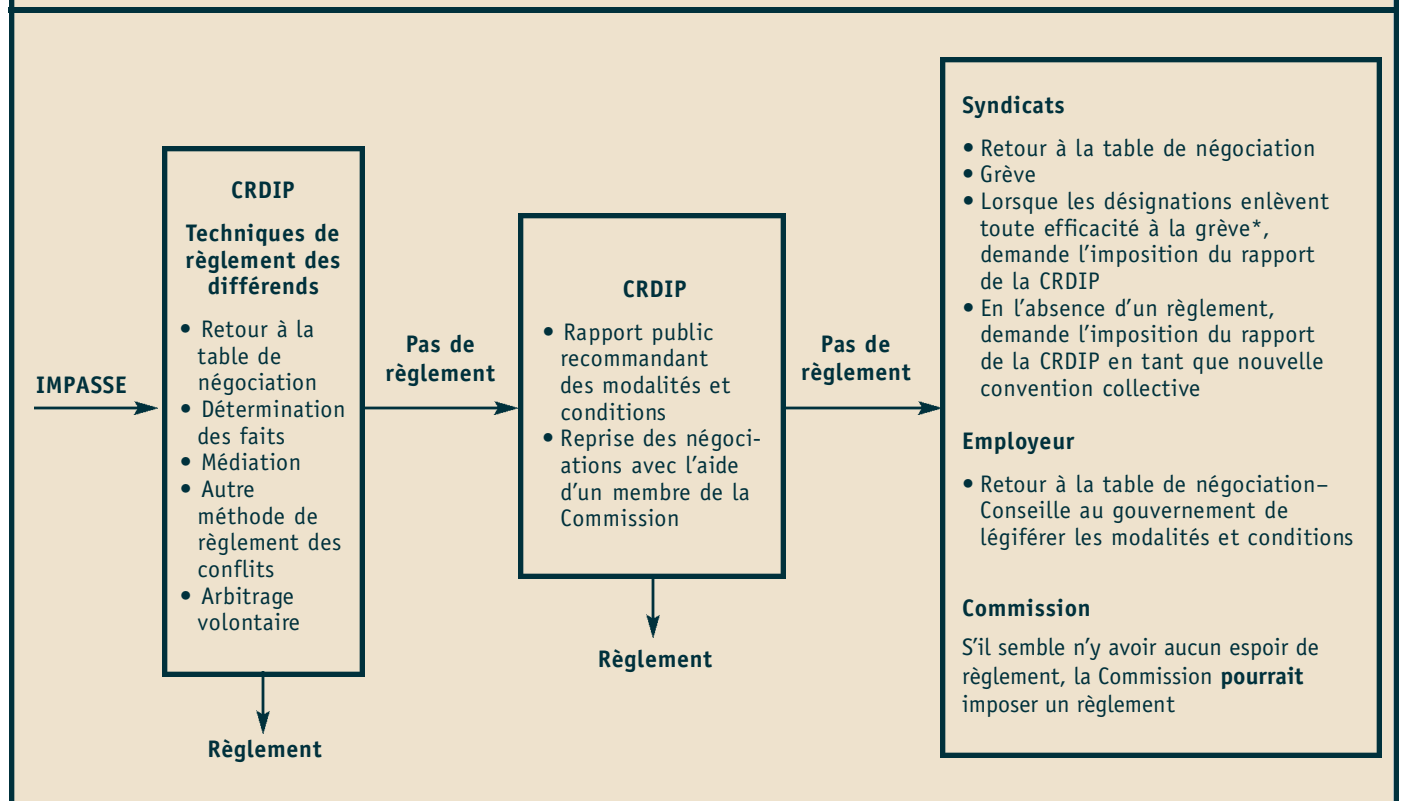 IMPASSE
CRDIP
Techniques de
règlement des
différends
• Retour à la
table de
négociation
• Détermination
des faits
• Médiation
• Autre
méthode de
règlement des
conflits
• Arbitrage
volontaire
Règlement
Pas de
règlement
CRDIP
• Rapport public
recommandant
des modalités et
conditions
• Reprise des négoci-
ations avec l'aide
d'un membre de la
Commission
Règlement
Pas de
règlement
Syndicats
• Retour à la table de négociation
• Grève
• Lorsque les désignations enlèvent
toute efficacité à la grève*,
demande l'imposition du rapport
de la CRDIP
• En l'absence d'un règlement,
demande l'imposition du rapport
de la CRDIP en tant que nouvelle
convention collective
Employeur
• Retour à la table de négociation–
Conseille au gouvernement de
légiférer les modalités et conditions
Commission
S'il semble n'y avoir aucun espoir de
règlement, la Commission pourrait
imposer un règlement